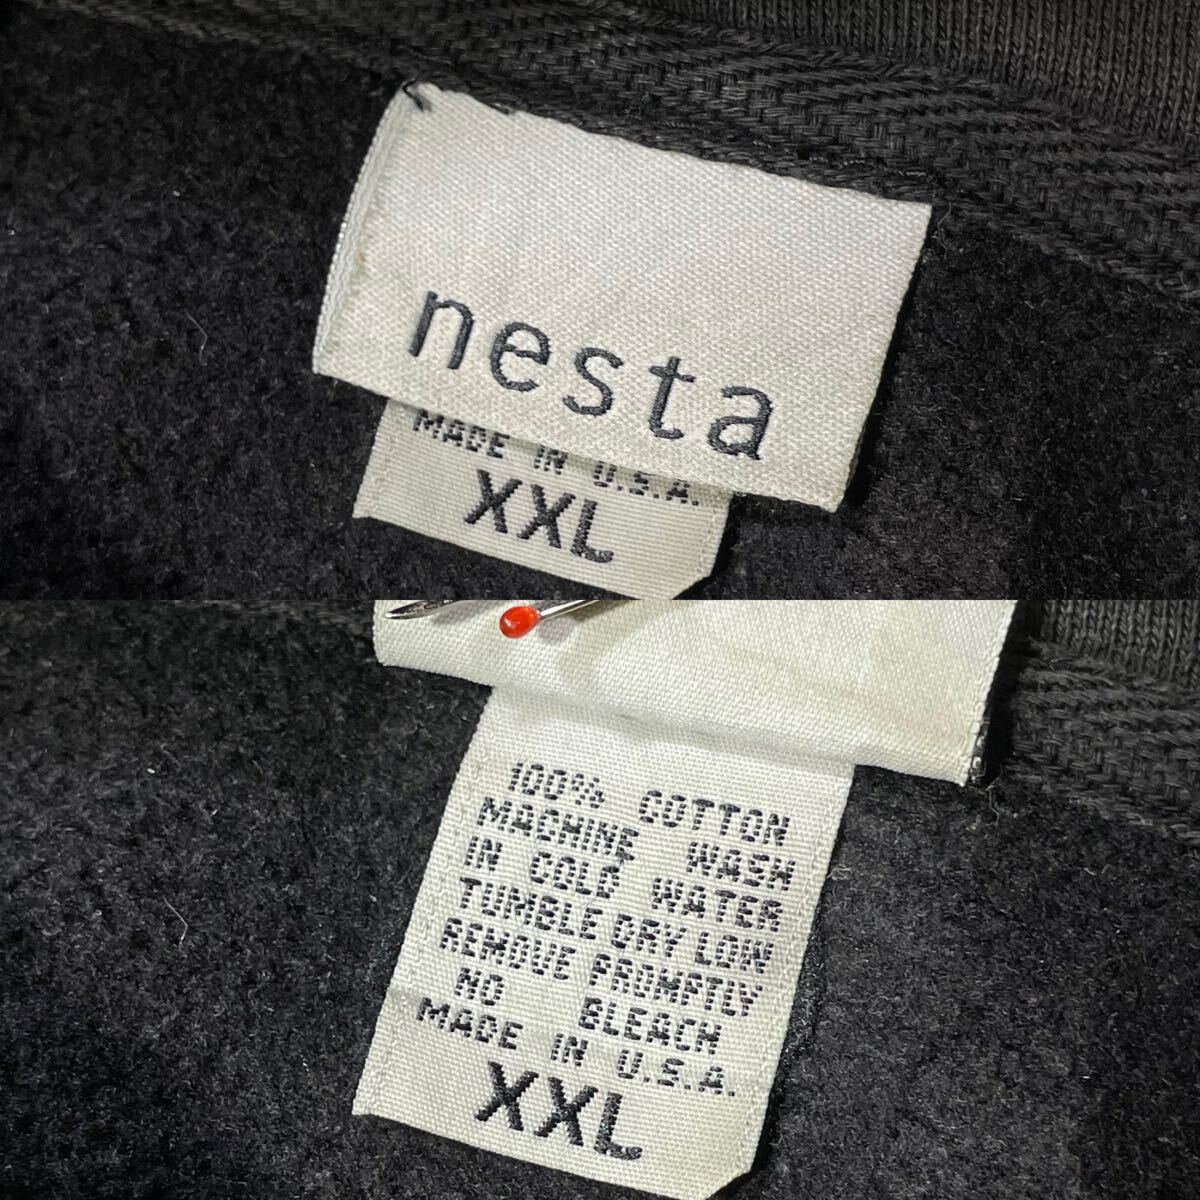 nesta
MADE IN U.S.A.
XXL
100% COTTON
MACHINE WASH
IN COLD WATER
TUMBLE DRY LOW
REMOVE PROMPTLY
NO BLEACH
MADE IN U.S.A.
XXL